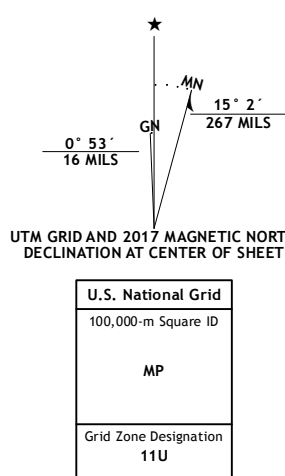 ★
MN
GN
15° 2´
267 MILS
0° 53´
16 MILS
UTM GRID AND 2017 MAGNETIC NORT
DECLINATION AT CENTER OF SHEET
U.S. National Grid
100,000-m Square ID
MP
Grid Zone Designation
11U